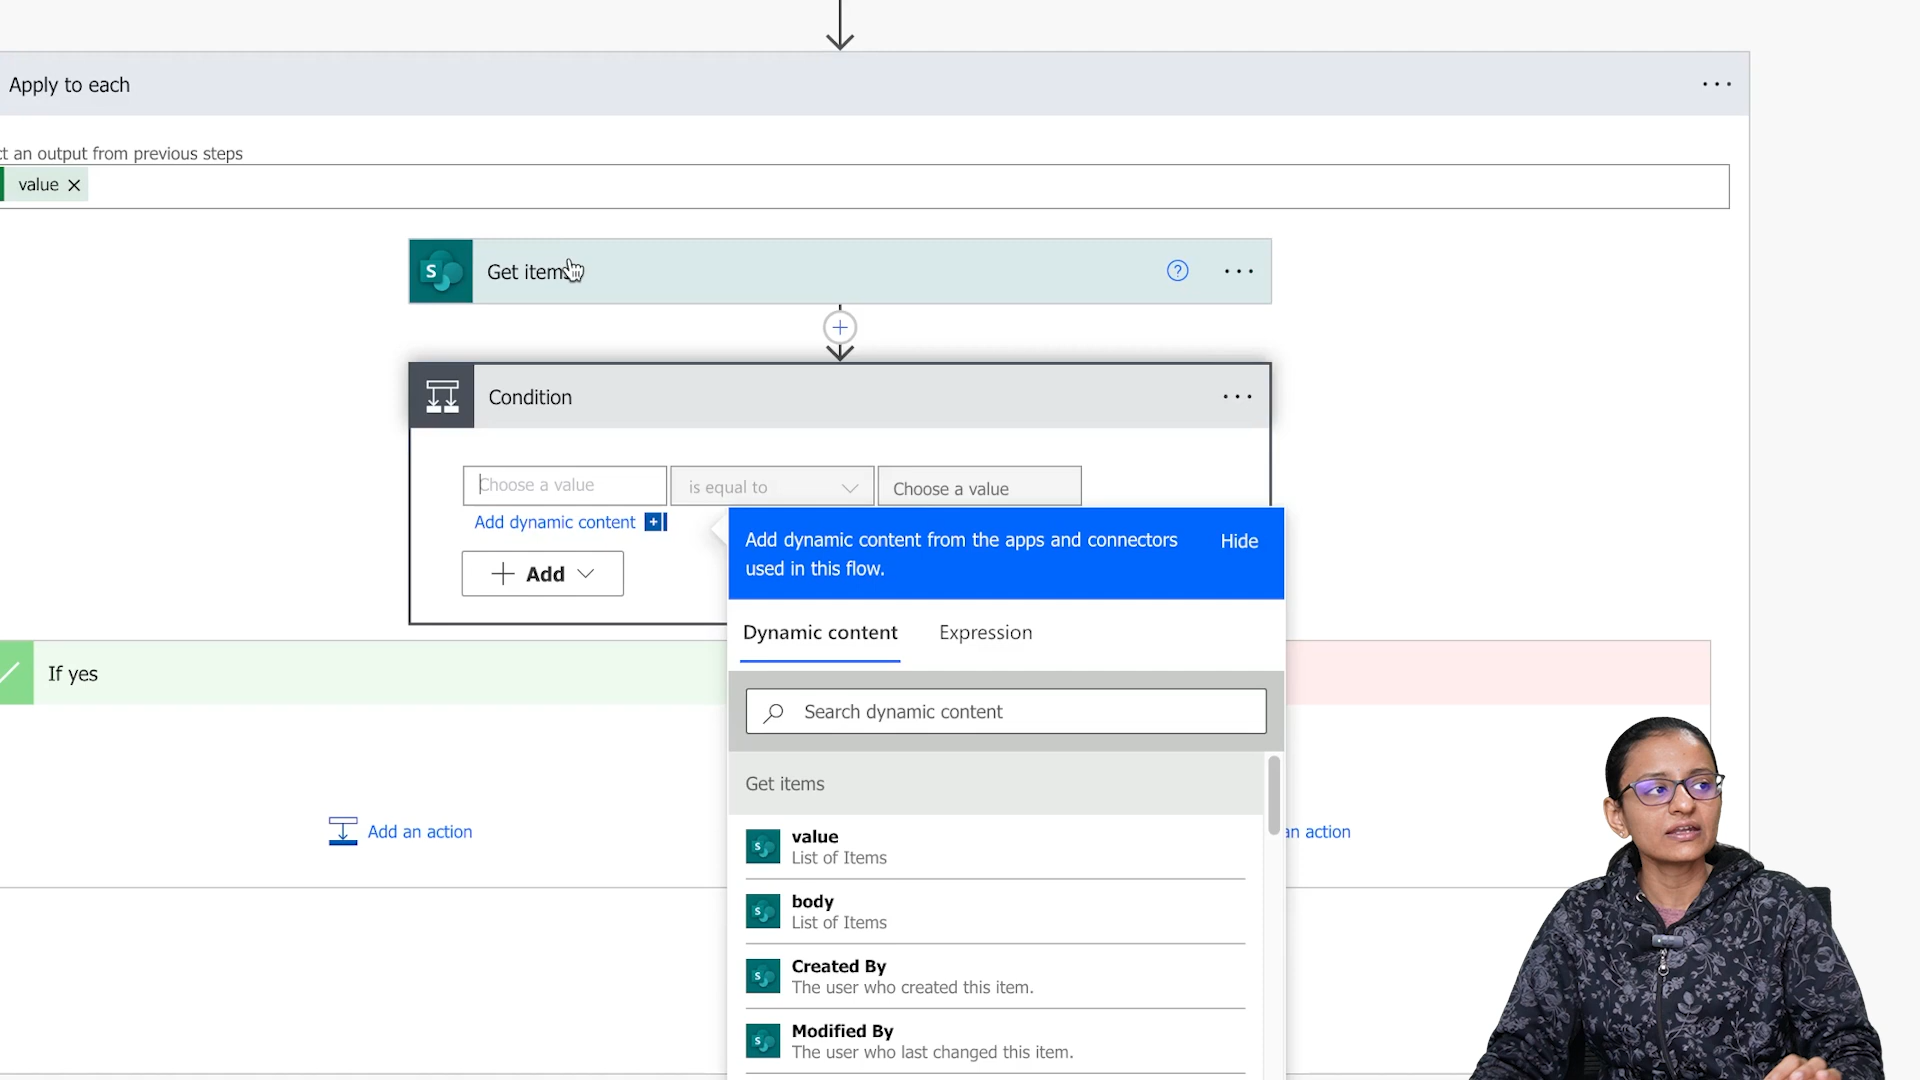 Apply to each
ct an output from previous steps
value
S Get items
Condition
Choose a value is equal to Choose a value
Add dynamic content
Add dynamic content from the apps and connectors
used in this flow.
Hide
Add
Dynamic content Expression
If yes
Search dynamic content
Get items
value
List of Items
Add an action
an action
body
List of Items
Created By
The user who created this item.
Modified By
The user who last changed this item.